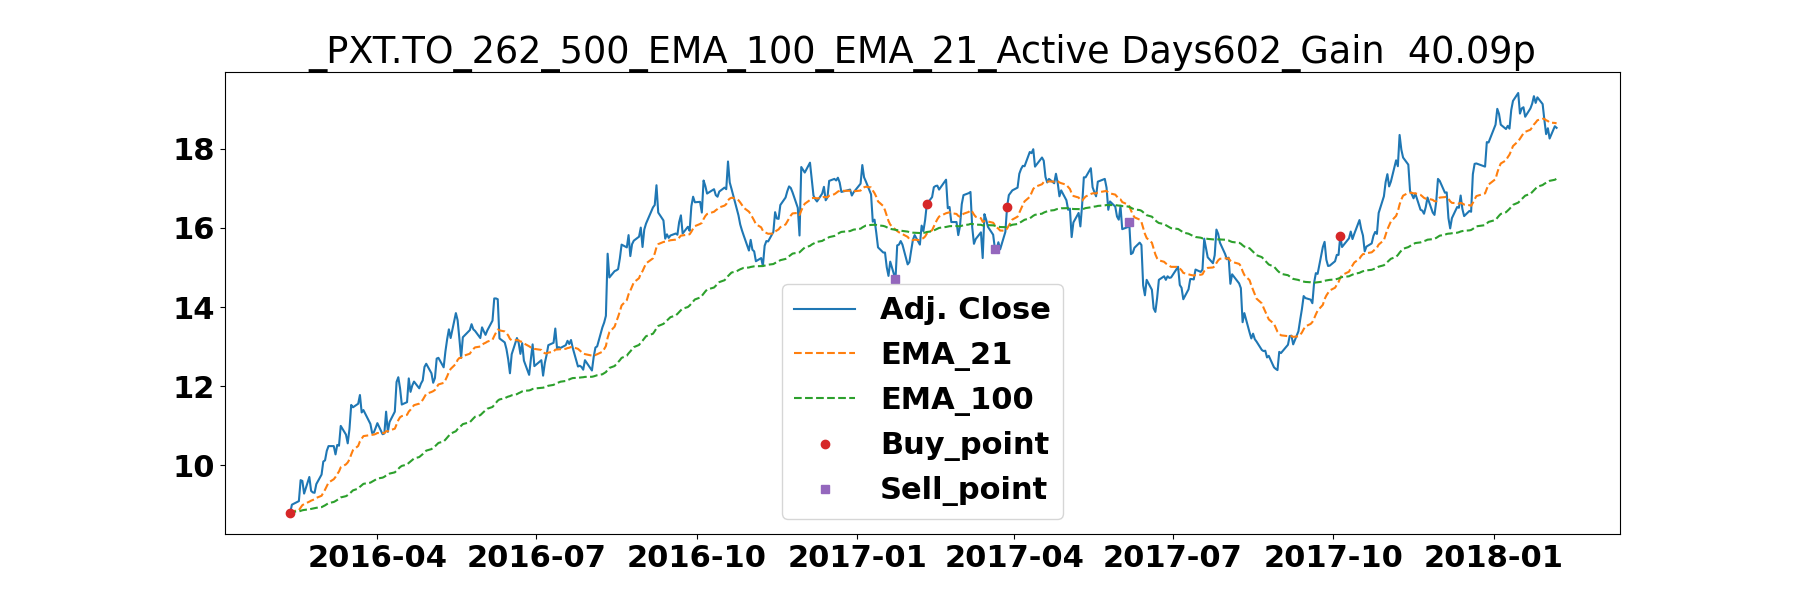 _PXT.TO_262_500_EMA_100_EMA_21_Active Days602_Gain  40.09p
18
16
14
12
10
Adj. Close
EMA_21
EMA_100
Buy_point
Sell_point
2016-04 2016-07 2016-10 2017-01 2017-04 2017-07 2017-10 2018-01